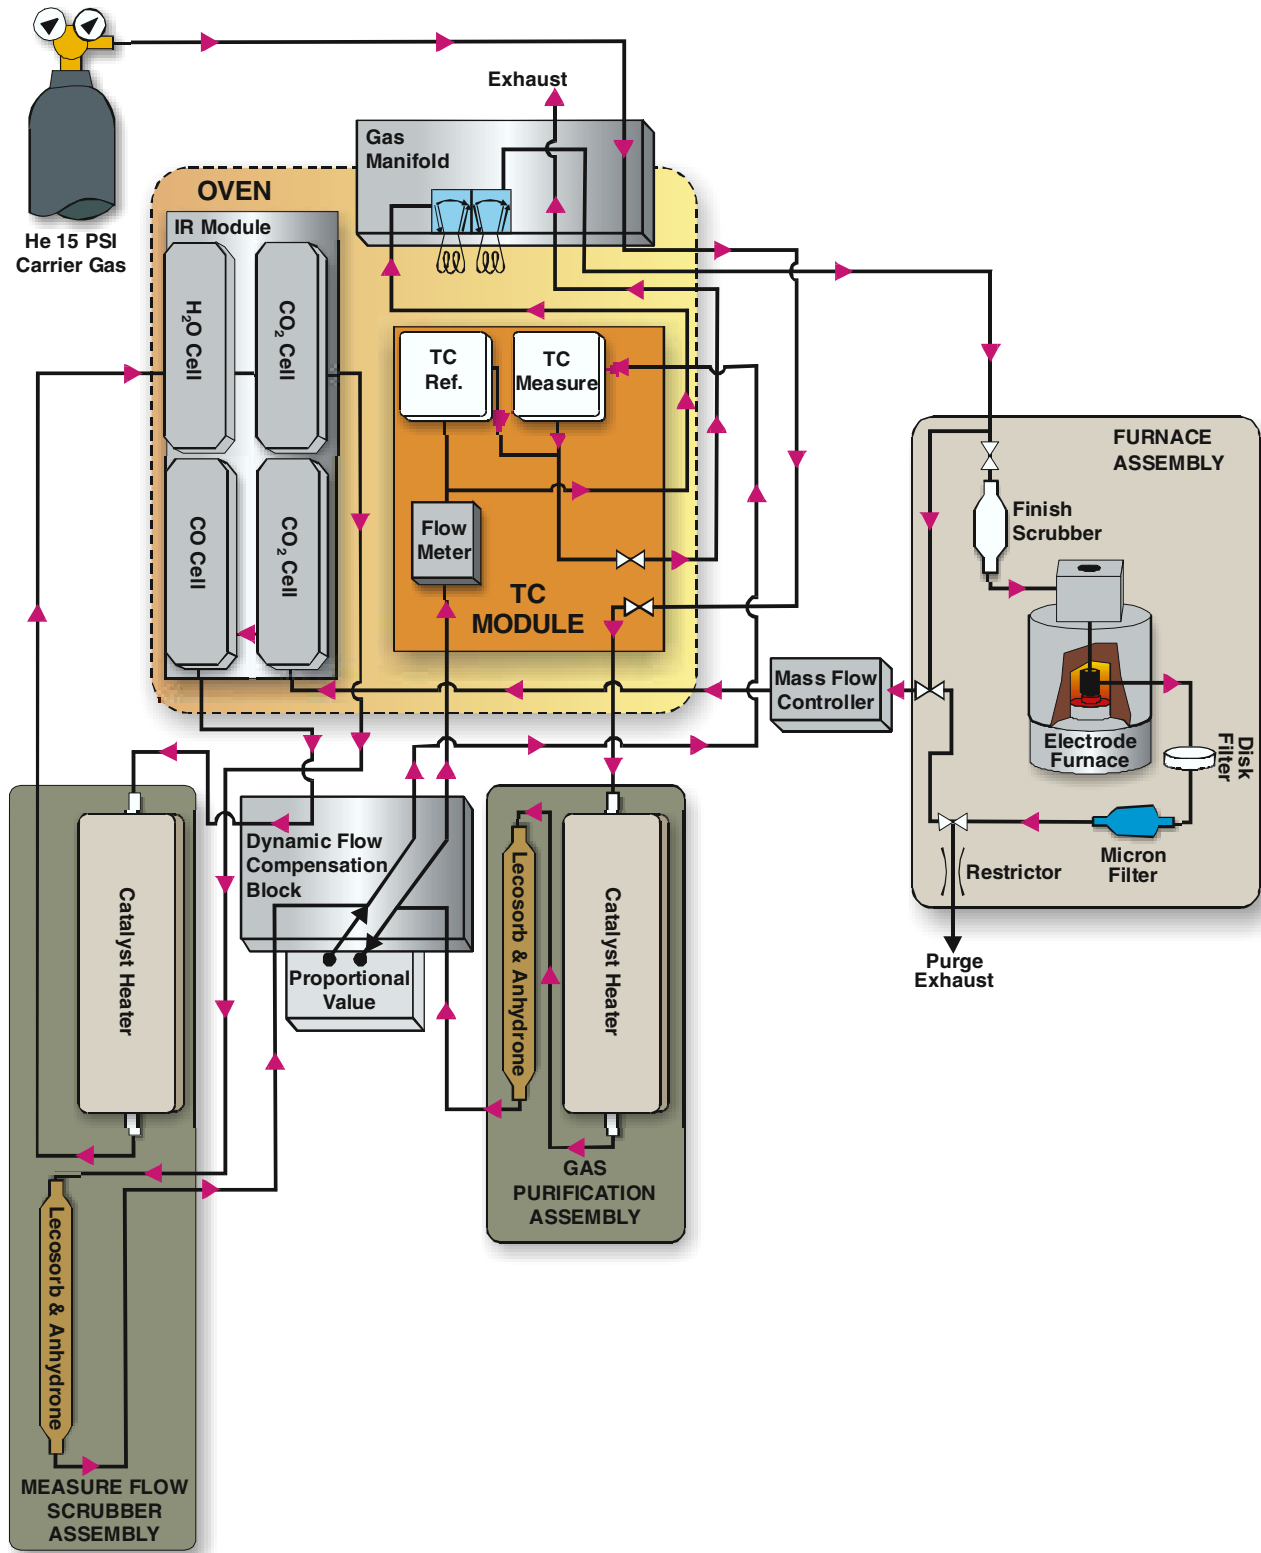 Exhaust
Gas
Manifold
OVEN
IR Module
He 15 PSI
Carrier Gas
H2O Cell
CO2 Cell
CO Cell
CO2 Cell
TC
Ref.
TC
Measure
Flow
Meter
TC
MODULE
FURNACE
ASSEMBLY
Finish
Scrubber
Mass Flow
Controller
Electrode
Furnace
Disk
Filter
Micron
Filter
Restrictor
Purge
Exhaust
Dynamic Flow
Compensation
Block
Proportional
Value
Catalyst Heater
Lecosorb & Anhydrone
Catalyst Heater
GAS
PURIFICATION
ASSEMBLY
Lecosorb & Anhydrone
MEASURE FLOW
SCRUBBER
ASSEMBLY